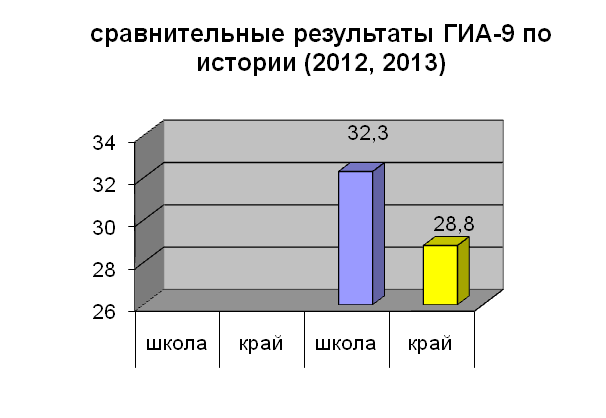 сравнительные результаты ГИА-9 по
истории (2012, 2013)
32,3
34
32
28,8
30
28
26
школа край школа край